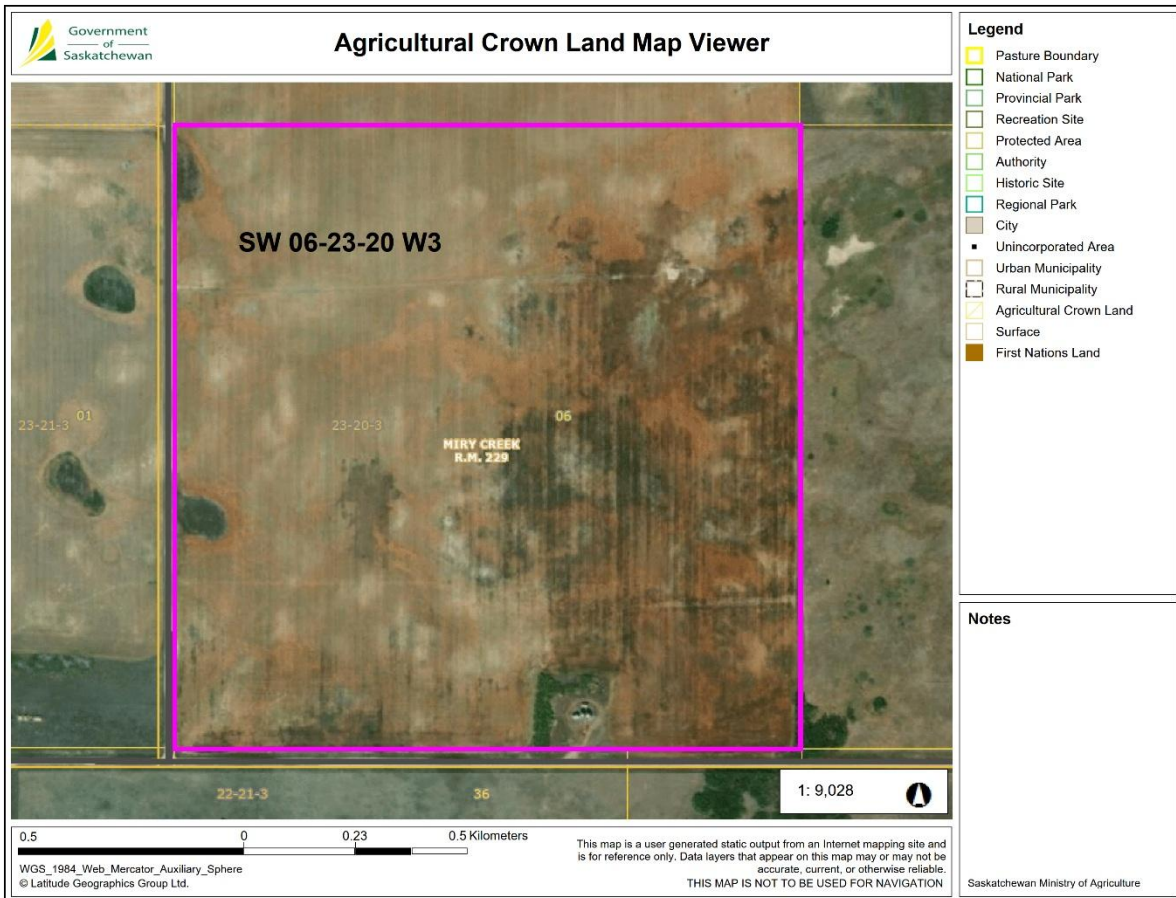 Government
of
Saskatchewan
Agricultural Crown Land Map Viewer
SW 06-23-20 W3
01
23-21-3
23-20-3
06
MIRY CREEK
R.M. 229
22-21-3
36
1: 9,028
0.5
0
0.23
0.5 Kilometers
WGS_1984_Web_Mercator_Auxiliary_Sphere
© Latitude Geographics Group Ltd.
This map is a user generated static output from an Internet mapping site and
is for reference only. Data layers that appear on this map may or may not be
accurate, current, or otherwise reliable.
THIS MAP IS NOT TO BE USED FOR NAVIGATION
Legend
Pasture Boundary
National Park
Provincial Park
Recreation Site
Protected Area
Authority
Historic Site
Regional Park
City
Unincorporated Area
Urban Municipality
Rural Municipality
Agricultural Crown Land
Surface
First Nations Land
Notes
Saskatchewan Ministry of Agriculture